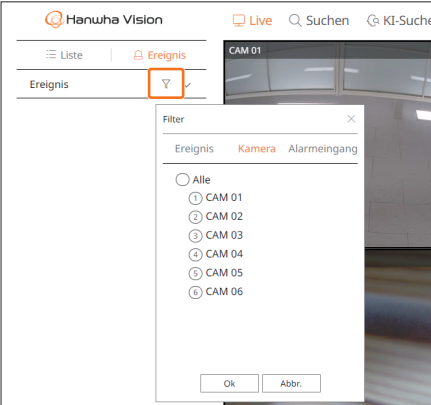 Hanwha Vision
Live Suchen KI-Suche
Liste Ereignis
CAM 01
Ereignis
Filter
Ereignis Kamera Alarmeingang
Alle
1 CAM 01
2 CAM 02
3 CAM 03
4 CAM 04
5 CAM 05
6 CAM 06
Ok Abbr.